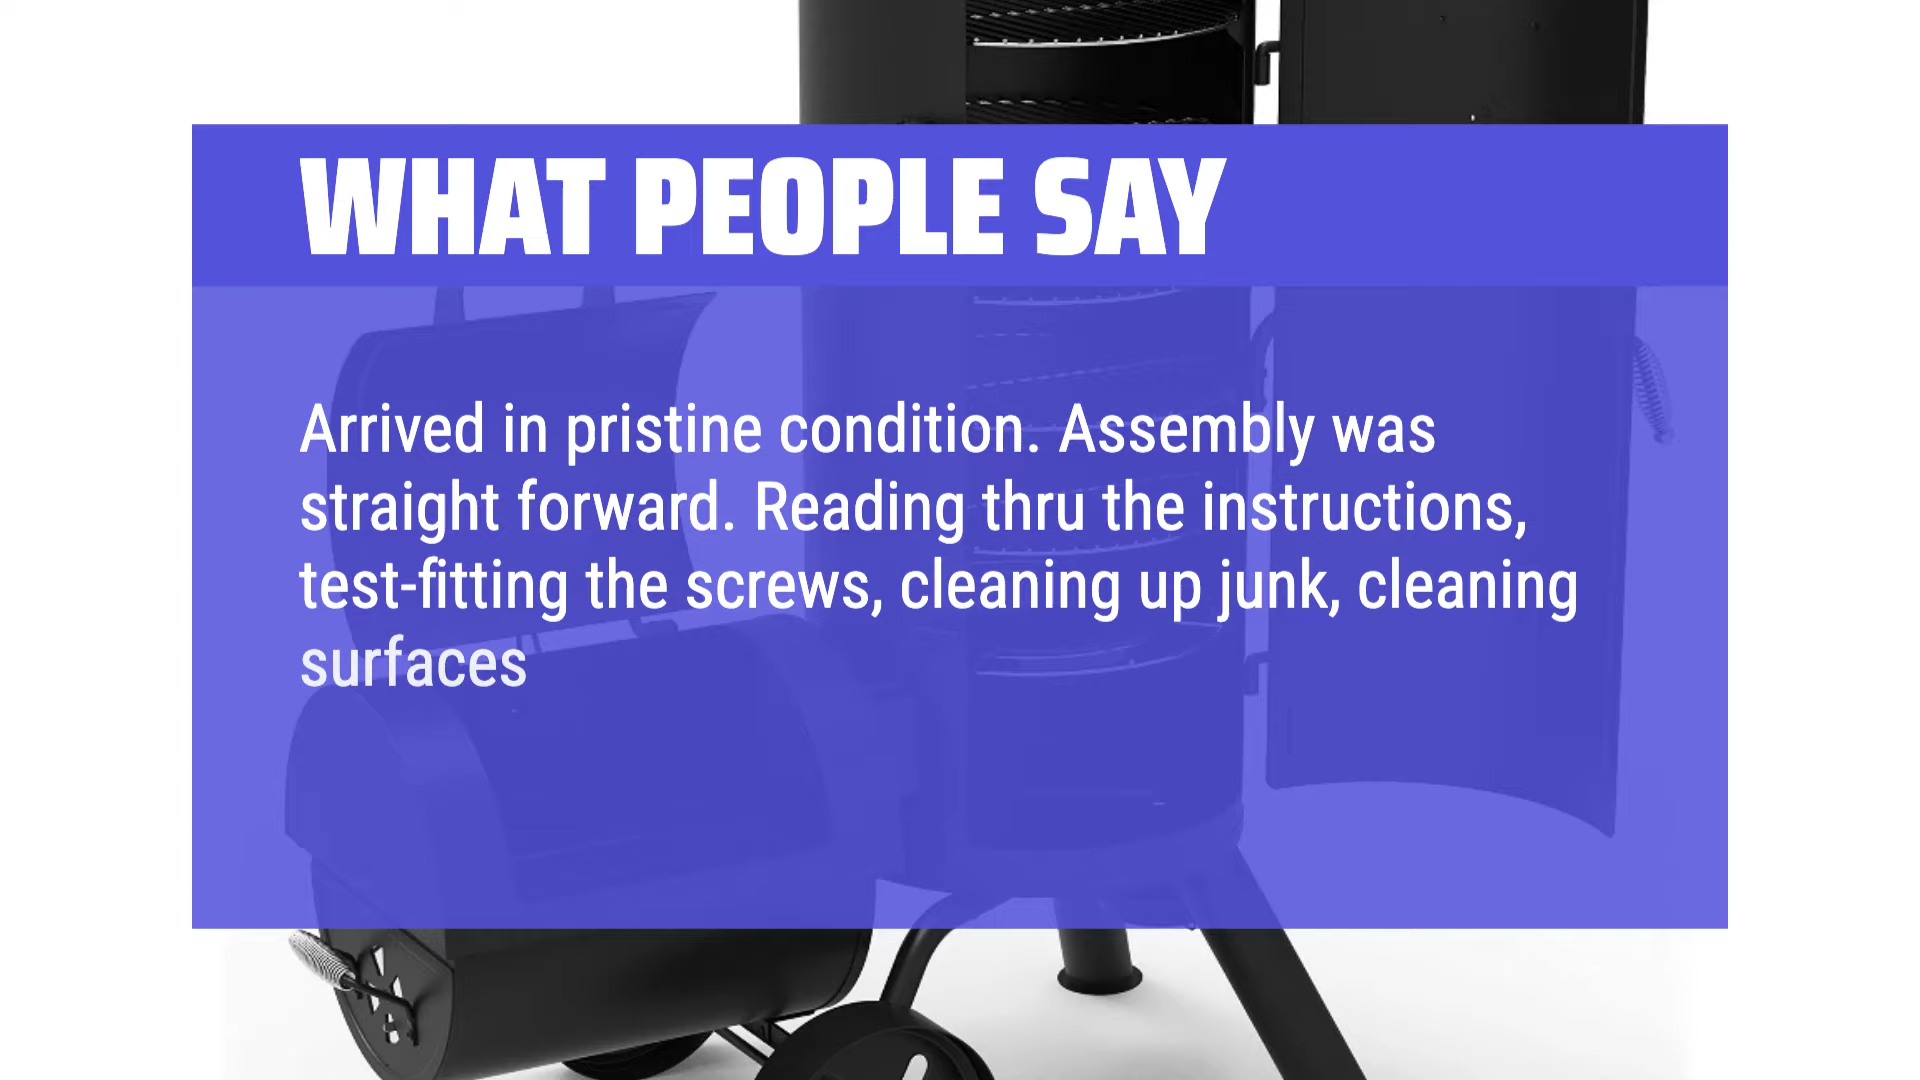 WHAT PEOPLE SAY
Arrived in pristine condition. Assembly was
straight forward. Reading thru the instructions,
test-fitting the screws, cleaning up junk, cleaning
surfaces